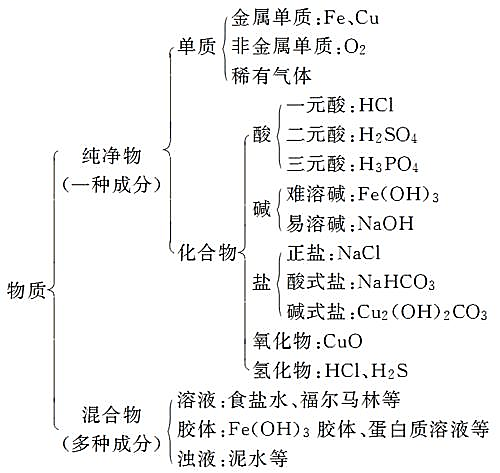 金属单质:Fe、Cu
单质
非金属单质:O2
稀有气体
一元酸:HCl
酸
二元酸:H2SO4
三元酸:H3PO4
纯净物
(一种成分)
难溶碱:Fe(OH)3
碱
易溶碱:NaOH
化合物
正盐:NaCl
物质
盐
酸式盐:NaHCO3
碱式盐:Cu2(OH)2CO3
氧化物:CuO
氢化物:HCl、H2S
溶液:食盐水、福尔马林等
混合物
(多种成分)
胶体:Fe(OH)3 胶体、蛋白质溶液等
浊液:泥水等